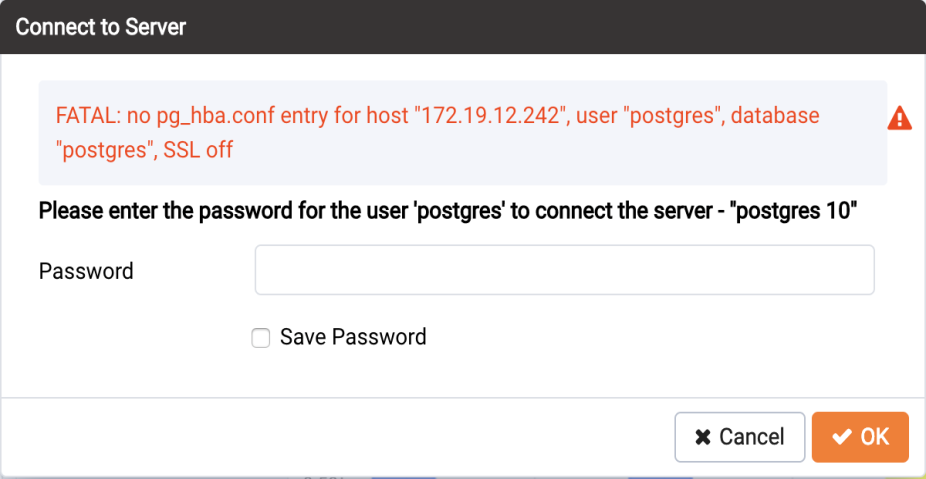 Connect to Server
FATAL: no pg_hba.conf entry for host "172.19.12.242", user "postgres", database
"postgres", SSL off
Please enter the password for the user 'postgres' to connect the server - "postgres 10"
Password
Save Password
Cancel
OK